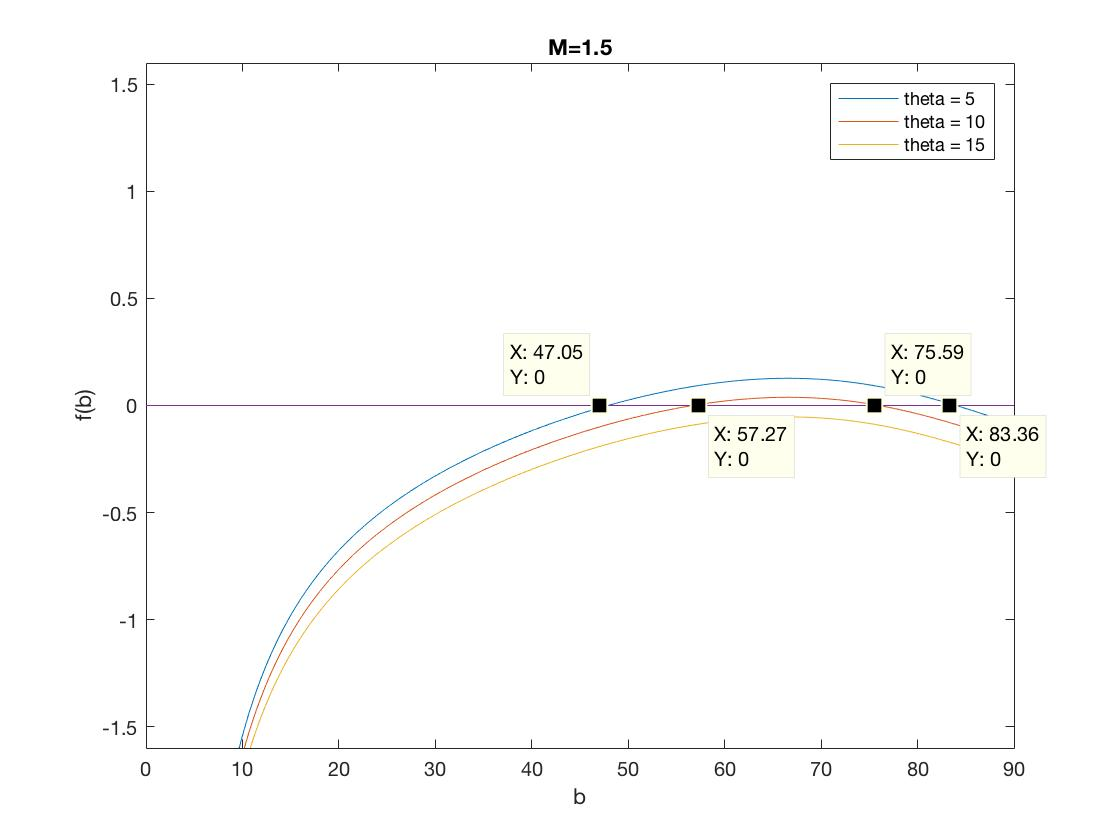 M=1.5
1.5
1
0.5
0
-0.5
-1
-1.5
f(b)
theta = 5
theta = 10
theta = 15
X: 47.05
Y: 0
X: 75.59
Y: 0
X: 57.27
Y: 0
X: 83.36
Y: 0
0 10 20 30 40 50 60 70 80 90
b